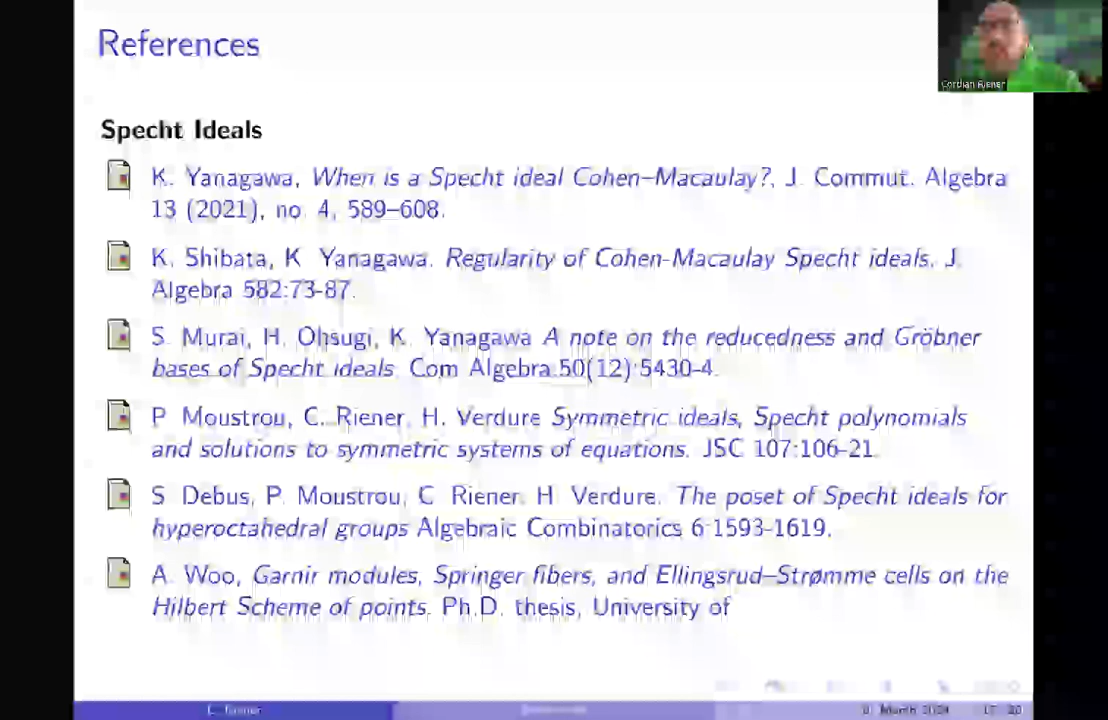 References
Cordian Riener
Specht Ideals
K. Yanagawa, When is a Specht ideal Cohen–Macaulay?, J. Commut. Algebra
13 (2021), no. 4, 589–608.
K. Shibata, K. Yanagawa. Regularity of Cohen-Macaulay Specht ideals. J.
Algebra 582:73-87.
S. Murai, H. Ohsugi, K. Yanagawa A note on the reducedness and Gröbner
bases of Specht ideals. Com Algebra.50(12):5430-4.
P. Moustrou, C. Riener, H. Verdure Symmetric ideals, Specht polynomials
and solutions to symmetric systems of equations. JSC 107:106-21.
S. Debus, P. Moustrou, C. Riener, H. Verdure. The poset of Specht ideals for
hyperoctahedral groups Algebraic Combinatorics 6:1593-1619.
A. Woo, Garnir modules, Springer fibers, and Ellingsrud–Strømme cells on the
Hilbert Scheme of points. Ph.D. thesis, University of
C. Riener
March 2024